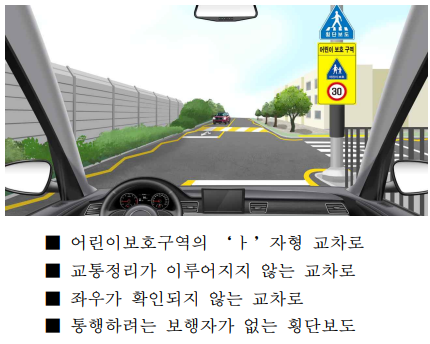 횡단보도
어린이 보호 구역
30
■ 어린이보호구역의 ‘ㅏ’자형 교차로
■ 교통정리가 이루어지지 않는 교차로
■ 좌우가 확인되지 않는 교차로
■ 통행하려는 보행자가 없는 횡단보도